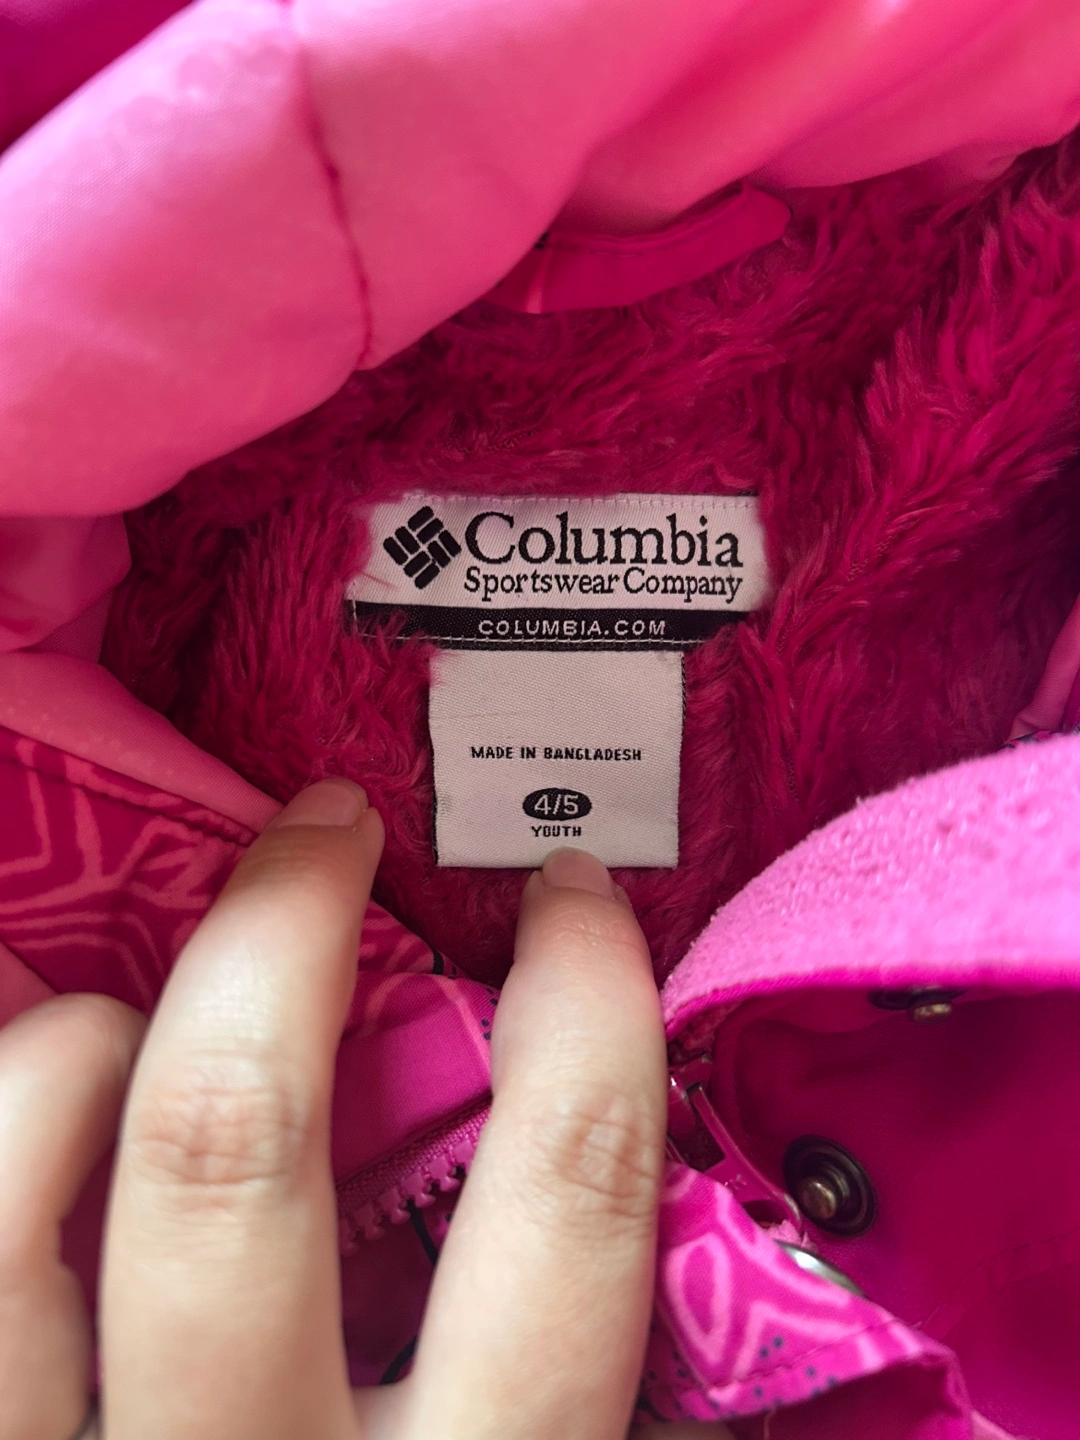 Columbia
Sportswear Company
COLUMBIA.COM
MADE IN BANGLADESH
4/5
YOUTH